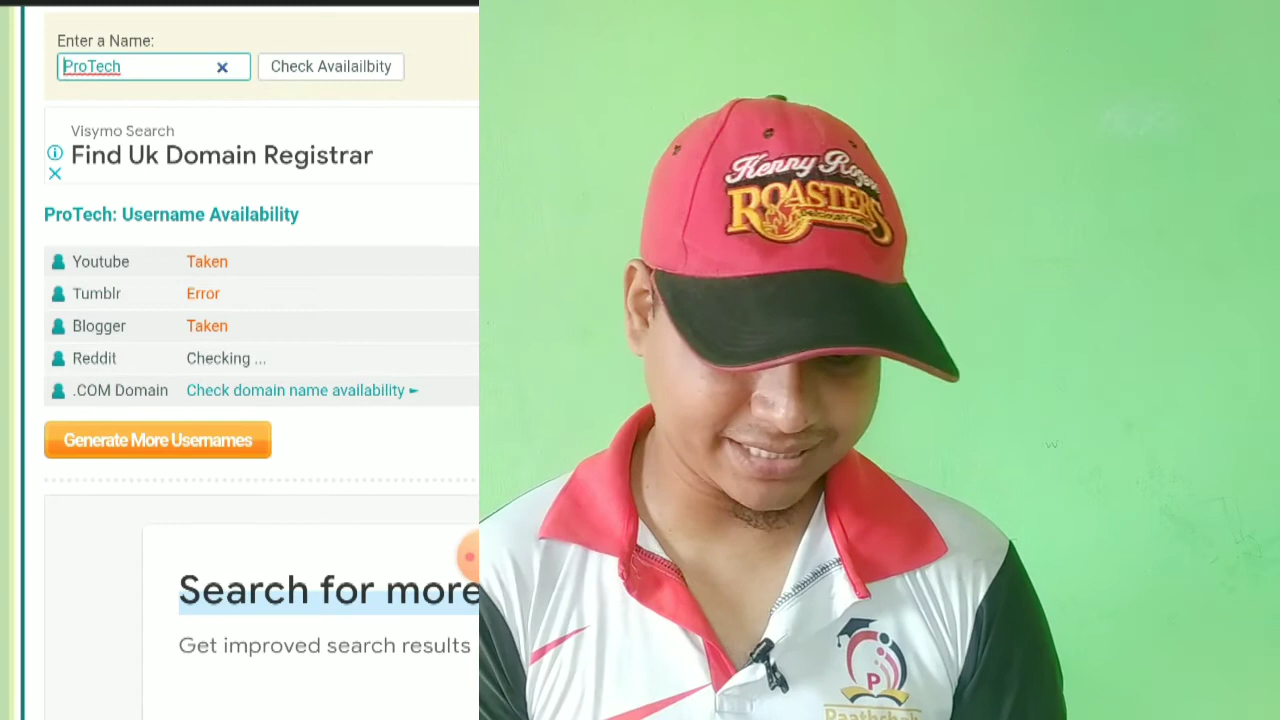 Enter a Name:
ProTech
Check Availailbity
Visymo Search
Find Uk Domain Registrar
ProTech: Username Availability
Youtube Taken
Tumblr Error
Blogger Taken
Reddit Checking ...
.COM Domain Check domain name availability ►
Generate More Usernames
Search for more
Get improved search results
Kenny Rogers
ROASTERS
P